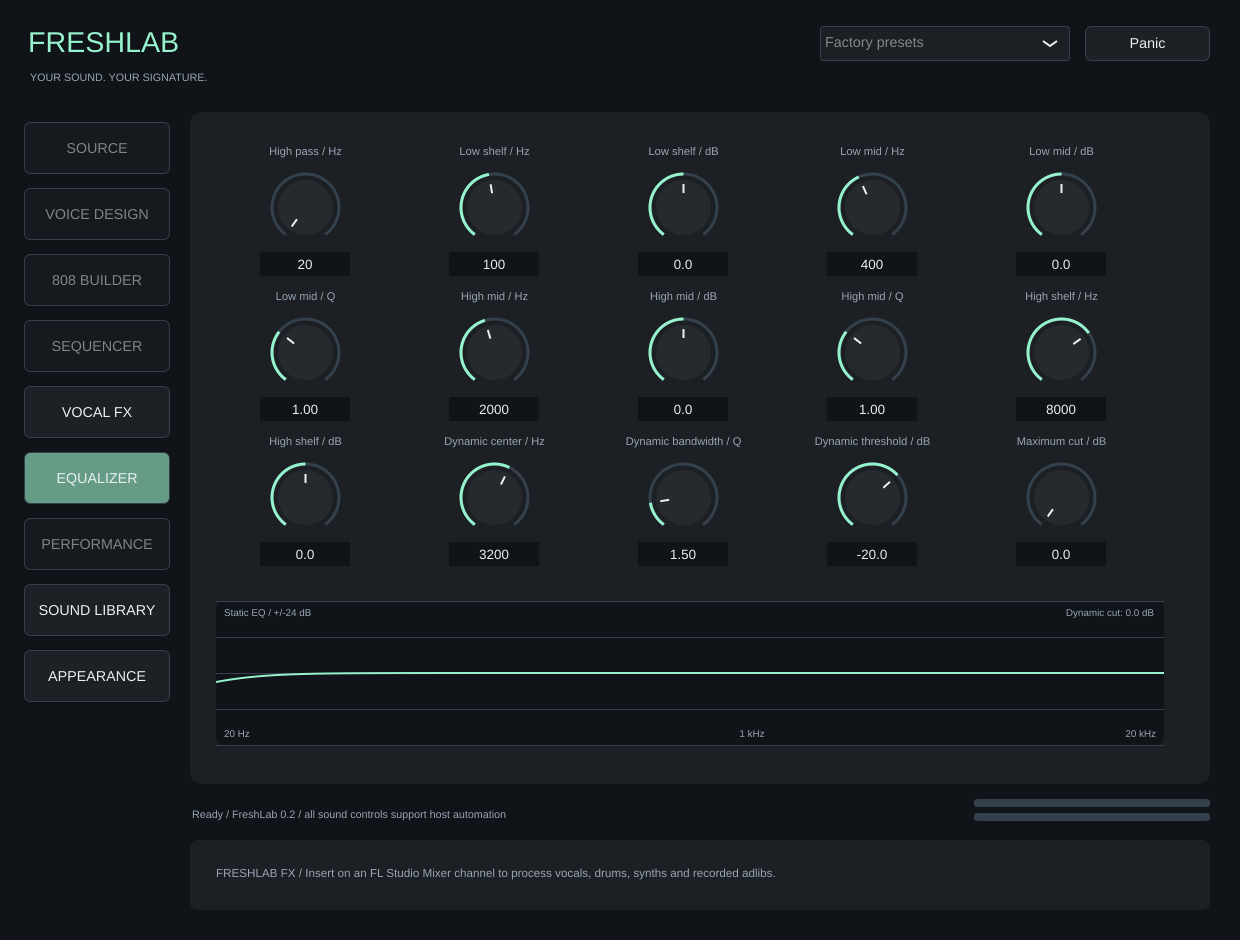 FRESHLAB
YOUR SOUND. YOUR SIGNATURE.
Factory presets
Panic
SOURCE
VOICE DESIGN
808 BUILDER
SEQUENCER
VOCAL FX
EQUALIZER
PERFORMANCE
SOUND LIBRARY
APPEARANCE
High pass / Hz Low shelf / Hz Low shelf / dB Low mid / Hz Low mid / dB
20 100 0.0 400 0.0
Low mid / Q High mid / Hz High mid / dB High mid / Q High shelf / Hz
1.00 2000 0.0 1.00 8000
High shelf / dB Dynamic center / Hz Dynamic bandwidth / Q Dynamic threshold / dB Maximum cut / dB
0.0 3200 1.50 -20.0 0.0
Static EQ / +/-24 dB Dynamic cut: 0.0 dB
20 Hz 1 kHz 20 kHz
Ready / FreshLab 0.2 / all sound controls support host automation
FRESHLAB FX / Insert on an FL Studio Mixer channel to process vocals, drums, synths and recorded adlibs.